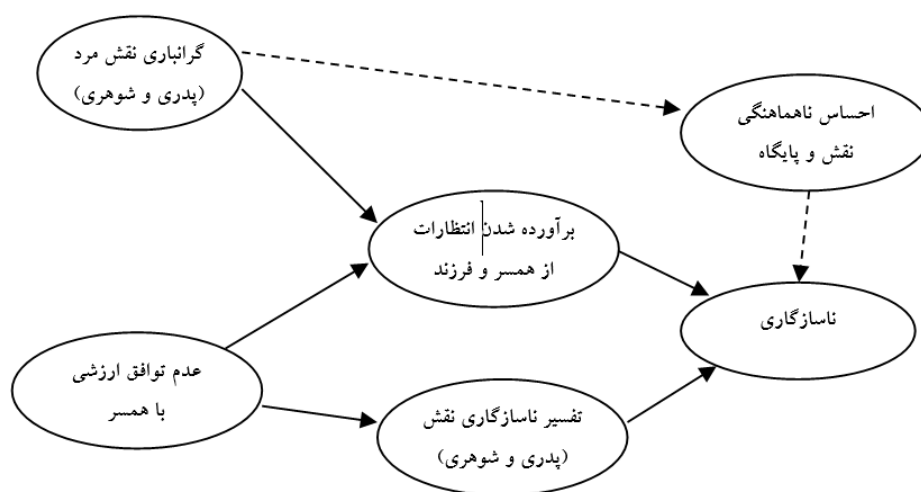 گرانباری نقش مرد
(پدری و شوهری)
احساس ناهماهنگی
نقش و پایگاه
برآورده شدن انتظارات
از همسر و فرزند
ناسازگاری
عدم توافق ارزشی
با همسر
تفسیر ناسازگاری نقش
(پدری و شوهری)